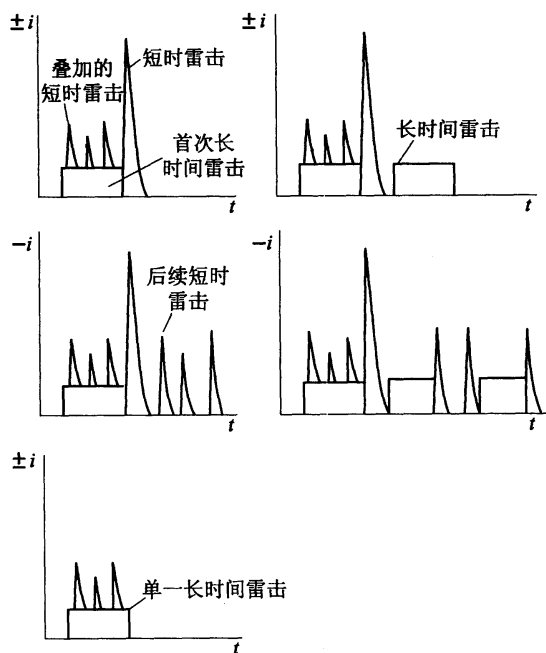 ±i
叠加的
短时雷击
短时雷击
首次长
时间雷击
t
±i
长时间雷击
t
−i
后续短时
雷击
t
−i
t
±i
单一长时间雷击
t